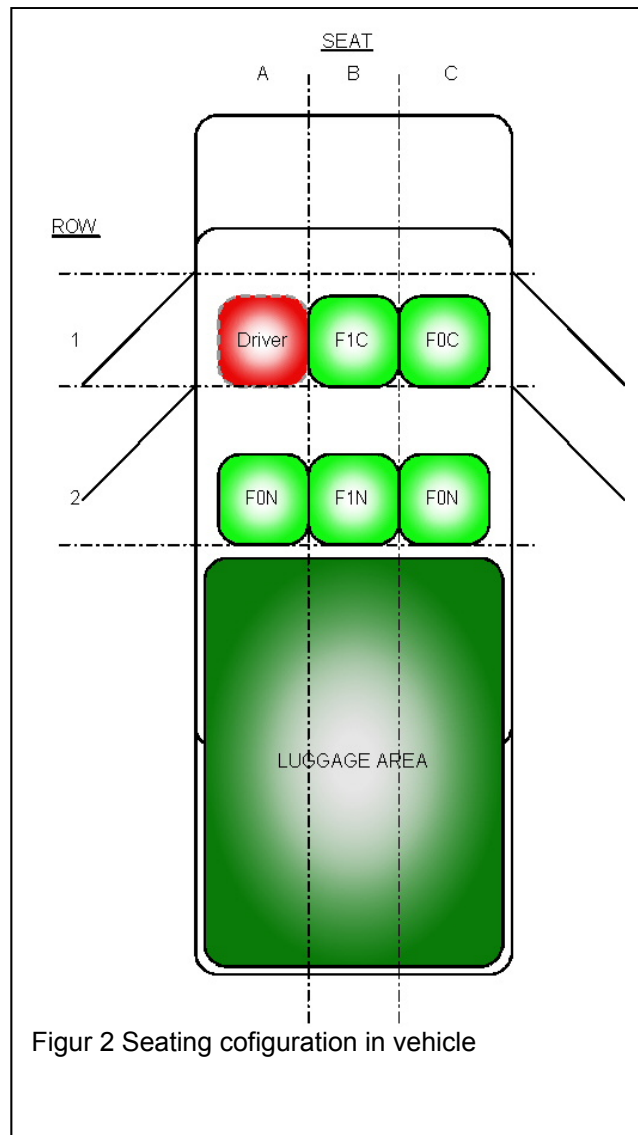 SEAT
A B C
ROW
1 Driver F1C F0C
2 F0N F1N F0N
LUGGAGE AREA
Figur 2 Seating cofiguration in vehicle